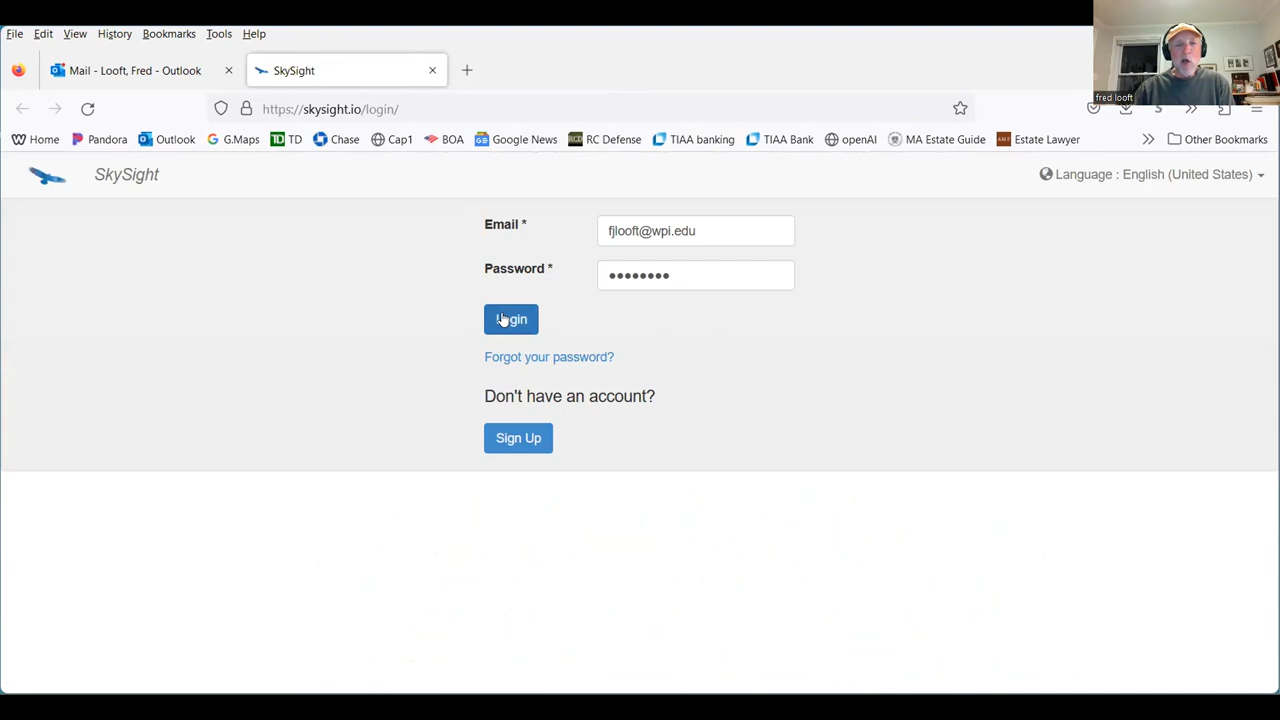 File Edit View History Bookmarks Tools Help
Mail - Looft, Fred - Outlook
SkySight
fred looft
https://skysight.io/login/
Home Pandora Outlook G.Maps TD Chase Cap1 BOA Google News RC Defense TIAA banking TIAA Bank openAI MA Estate Guide Estate Lawyer Other Bookmarks
SkySight
Language : English (United States)
Email *
fjlooft@wpi.edu
Password *
Login
Forgot your password?
Don't have an account?
Sign Up